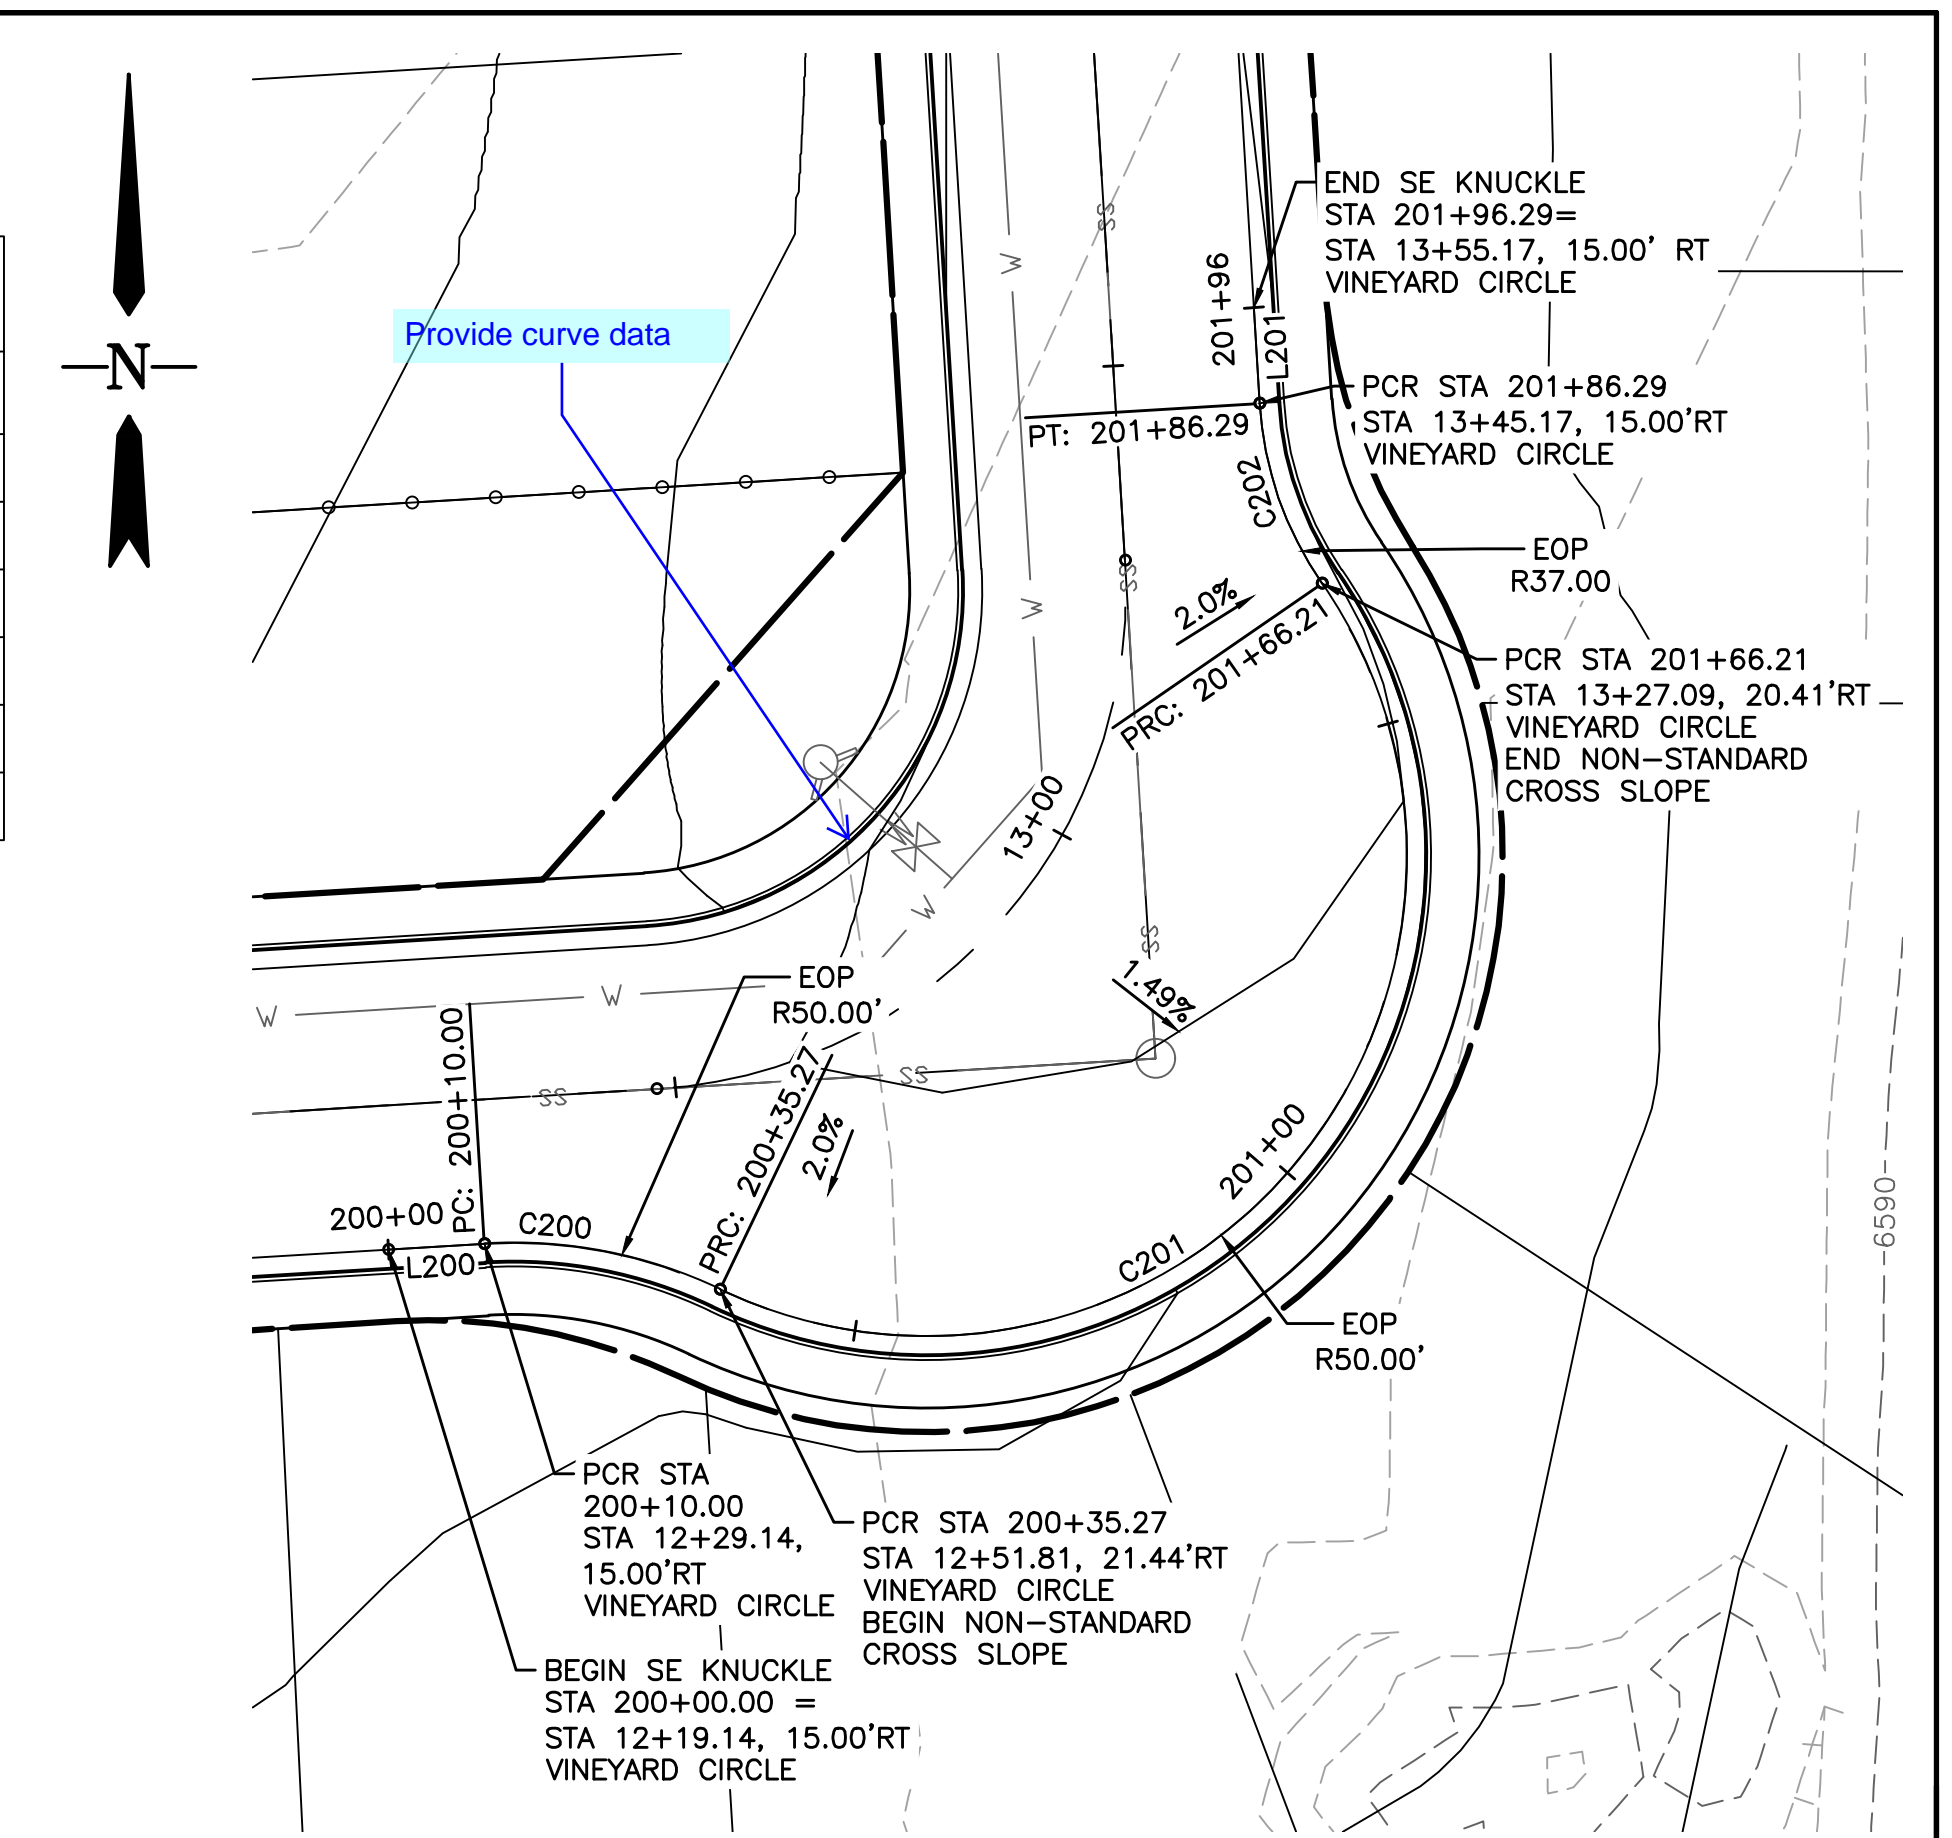 END SE KNUCKLE
STA 201+96.29=
STA 13+55.17, 15.00' RT
VINEYARD CIRCLE
Provide curve data
N
201+96
L201
PCR STA 201+86.29
STA 13+45.17, 15.00'RT
VINEYARD CIRCLE
PT: 201+86.29
C202
EOP
R37.00
2.0%
PRC: 201+66.21
PCR STA 201+66.21
STA 13+27.09, 20.41'RT
VINEYARD CIRCLE
END NON-STANDARD
CROSS SLOPE
SS
W
W
SS
13+00
W
SS
1.49%
EOP
R50.00'
W
W
SS
SS
PC: 200+10.00
PRC: 200+35.27
2.0%
201+00
200+00
C200
L200
C201
6590
EOP
R50.00'
PCR STA
200+10.00
STA 12+29.14,
15.00'RT
VINEYARD CIRCLE
PCR STA 200+35.27
STA 12+51.81, 21.44'RT
VINEYARD CIRCLE
BEGIN NON-STANDARD
CROSS SLOPE
BEGIN SE KNUCKLE
STA 200+00.00 =
STA 12+19.14, 15.00'RT
VINEYARD CIRCLE